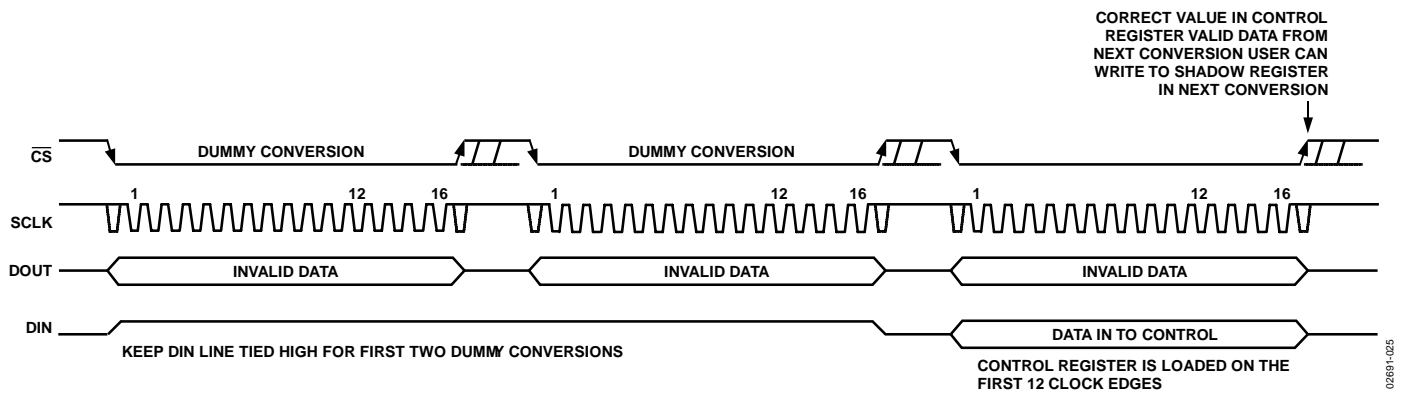 CORRECT VALUE IN CONTROL
REGISTER VALID DATA FROM
NEXT CONVERSION USER CAN
WRITE TO SHADOW REGISTER
IN NEXT CONVERSION
CS DUMMY CONVERSION DUMMY CONVERSION
1 12 16 1 12 16 1 12 16
SCLK
DOUT INVALID DATA INVALID DATA INVALID DATA
DIN DATA IN TO CONTROL
KEEP DIN LINE TIED HIGH FOR FIRST TWO DUMMY CONVERSIONS
CONTROL REGISTER IS LOADED ON THE
FIRST 12 CLOCK EDGES
02691-025